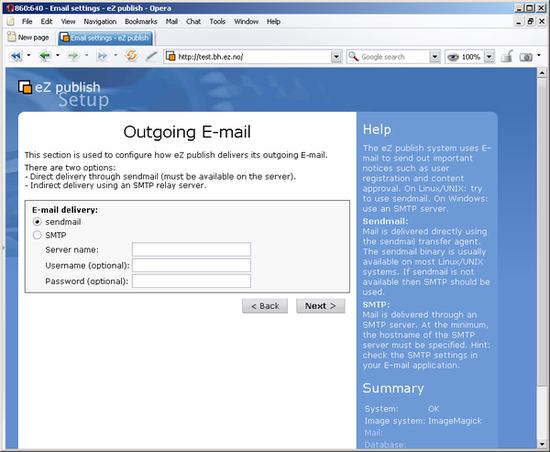 860:640 - Email settings - eZ publish - Opera
File Edit View Navigation Bookmarks Mail Chat Tools Window Help
New page
Email settings - eZ publish
http://test.bh.ez.no/
Google search
100%
eZ publish
Setup
Outgoing E-mail
This section is used to configure how eZ publish delivers its outgoing E-mail.
There are two options:
- Direct delivery through sendmail (must be available on the server).
- Indirect delivery using an SMTP relay server.
E-mail delivery:
sendmail
SMTP
Server name:
Username (optional):
Password (optional):
< Back
Next >
Help
The eZ publish system uses E-
mail to send out important
notices such as user
registration and content
approval. On Linux/UNIX: try
to use sendmail. On Windows:
use an SMTP server.
Sendmail:
Mail is delivered directly using
the sendmail transfer agent.
The sendmail binary is usually
available on most Linux/UNIX
systems. If sendmail is not
available then SMTP should be
used.
SMTP:
Mail is delivered through an
SMTP server. At the minimum,
the hostname of the SMTP
server must be specified. Hint:
check the SMTP settings in
your E-mail application.
Summary
System: OK
Image system: ImageMagick
Mail:
Database: